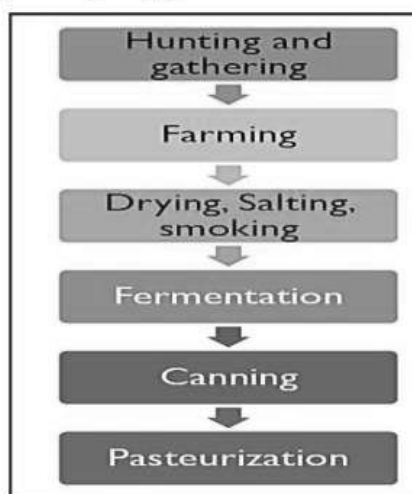 Hunting and
gathering
Farming
Drying, Salting,
smoking
Fermentation
Canning
Pasteurization